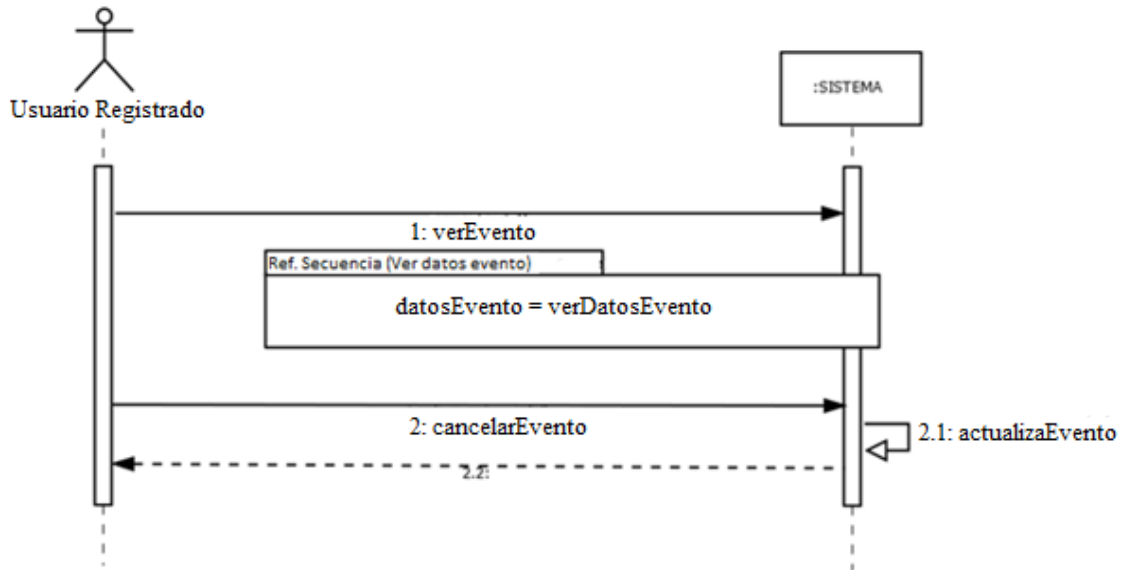 Usuario Registrado
:SISTEMA
1: verEvento
Ref. Secuencia (Ver datos evento)
datosEvento = verDatosEvento
2: cancelarEvento
2.1: actualizaEvento
2.2: